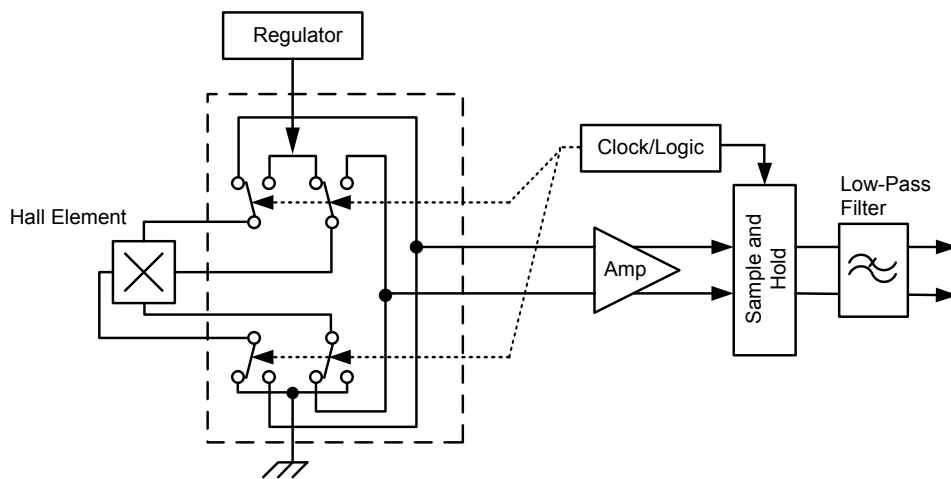 Regulator
Clock/Logic
Hall Element
Low-Pass
Filter
Amp
Sample and
Hold